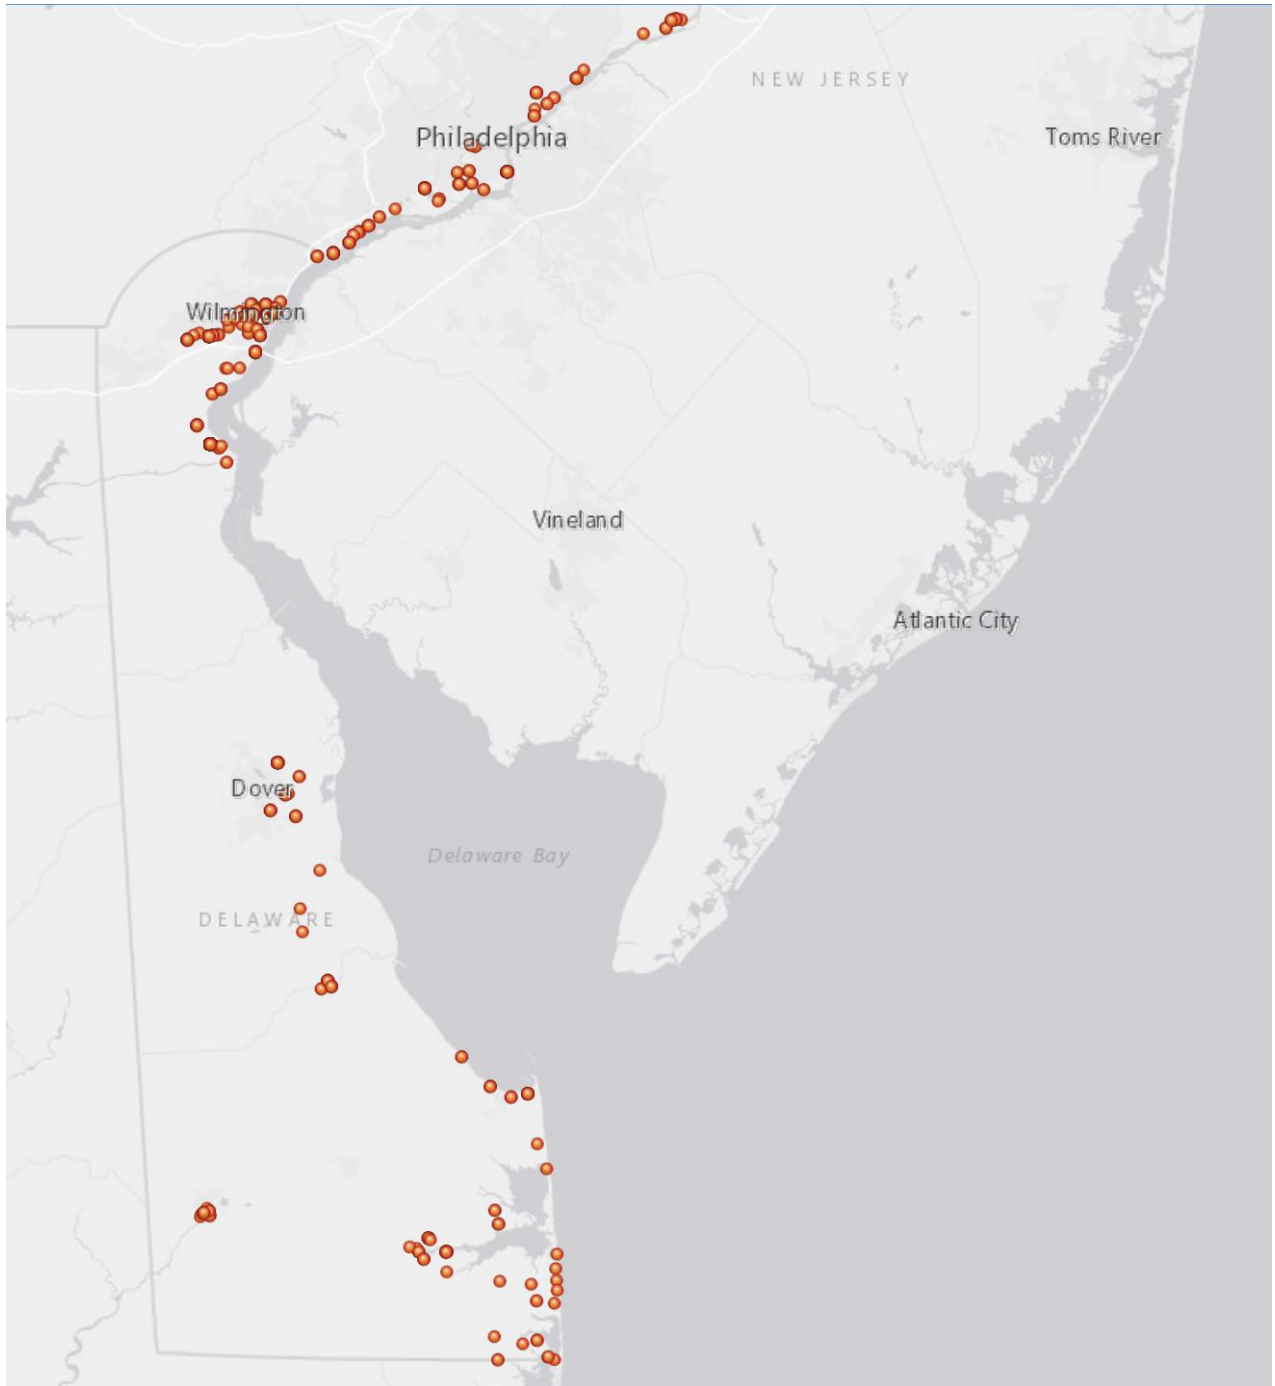 NEW JERSEY
Philadelphia
Toms River
Wilmington
Vineland
Atlantic City
Dover
Delaware Bay
DELAWARE